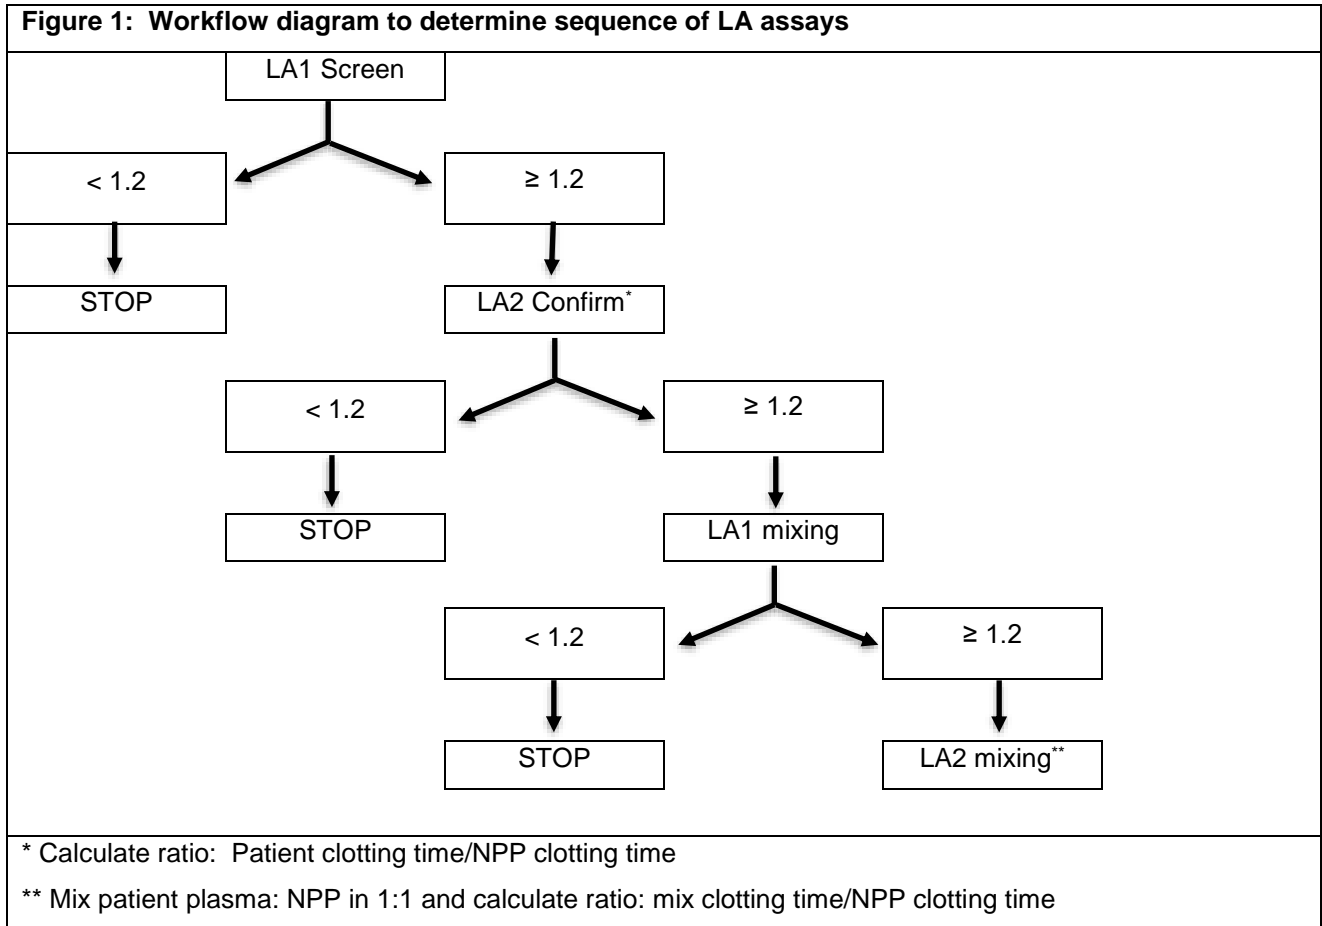 Figure 1: Workflow diagram to determine sequence of LA assays
LA1 Screen
< 1.2
≥ 1.2
STOP
LA2 Confirm*
< 1.2
≥ 1.2
STOP
LA1 mixing
< 1.2
≥ 1.2
STOP
LA2 mixing**
* Calculate ratio: Patient clotting time/NPP clotting time
** Mix patient plasma: NPP in 1:1 and calculate ratio: mix clotting time/NPP clotting time